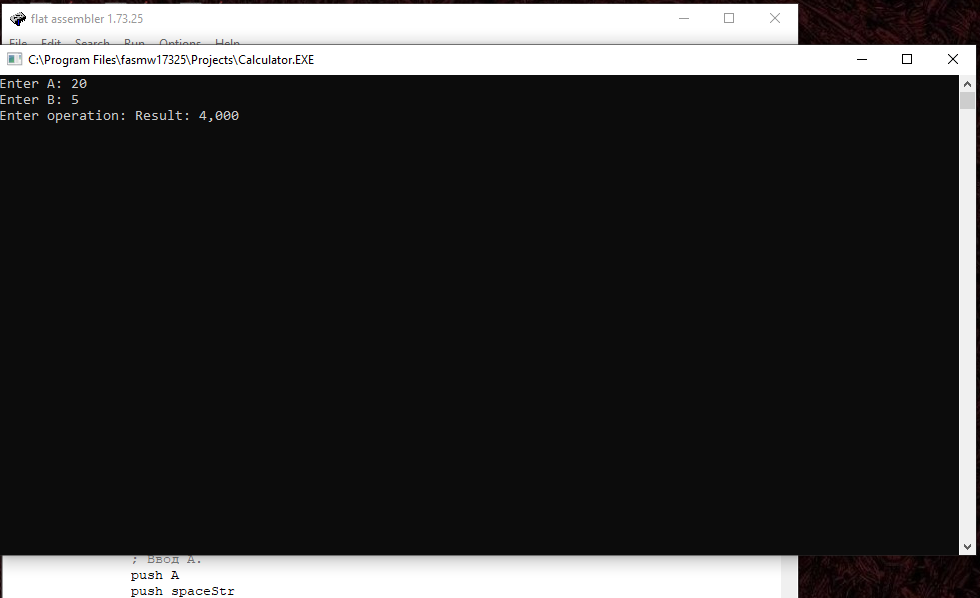 flat assembler 1.73.25
File Edit Search Run Options Help
C:\Program Files\fasmw17325\Projects\Calculator.EXE
Enter A: 20
Enter B: 5
Enter operation: Result: 4,000
; Ввод A.
push A
push spaceStr